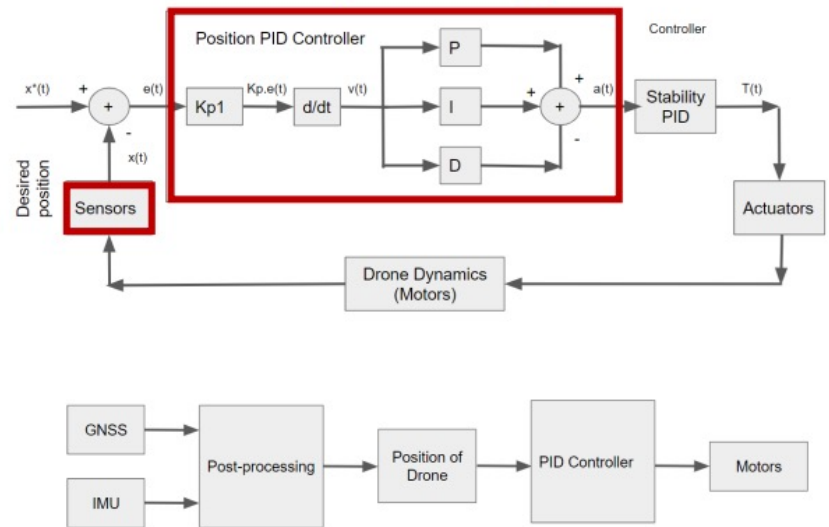 Position PID Controller
Controller
P
x*(t)
+
+
e(t)
Kp1
Kp.e(t)
d/dt
v(t)
I
+
+
+
a(t)
Stability
PID
T(t)
-
x(t)
D
-
Desired
position
Sensors
Actuators
Drone Dynamics
(Motors)
GNSS
IMU
Post-processing
Position of
Drone
PID Controller
Motors